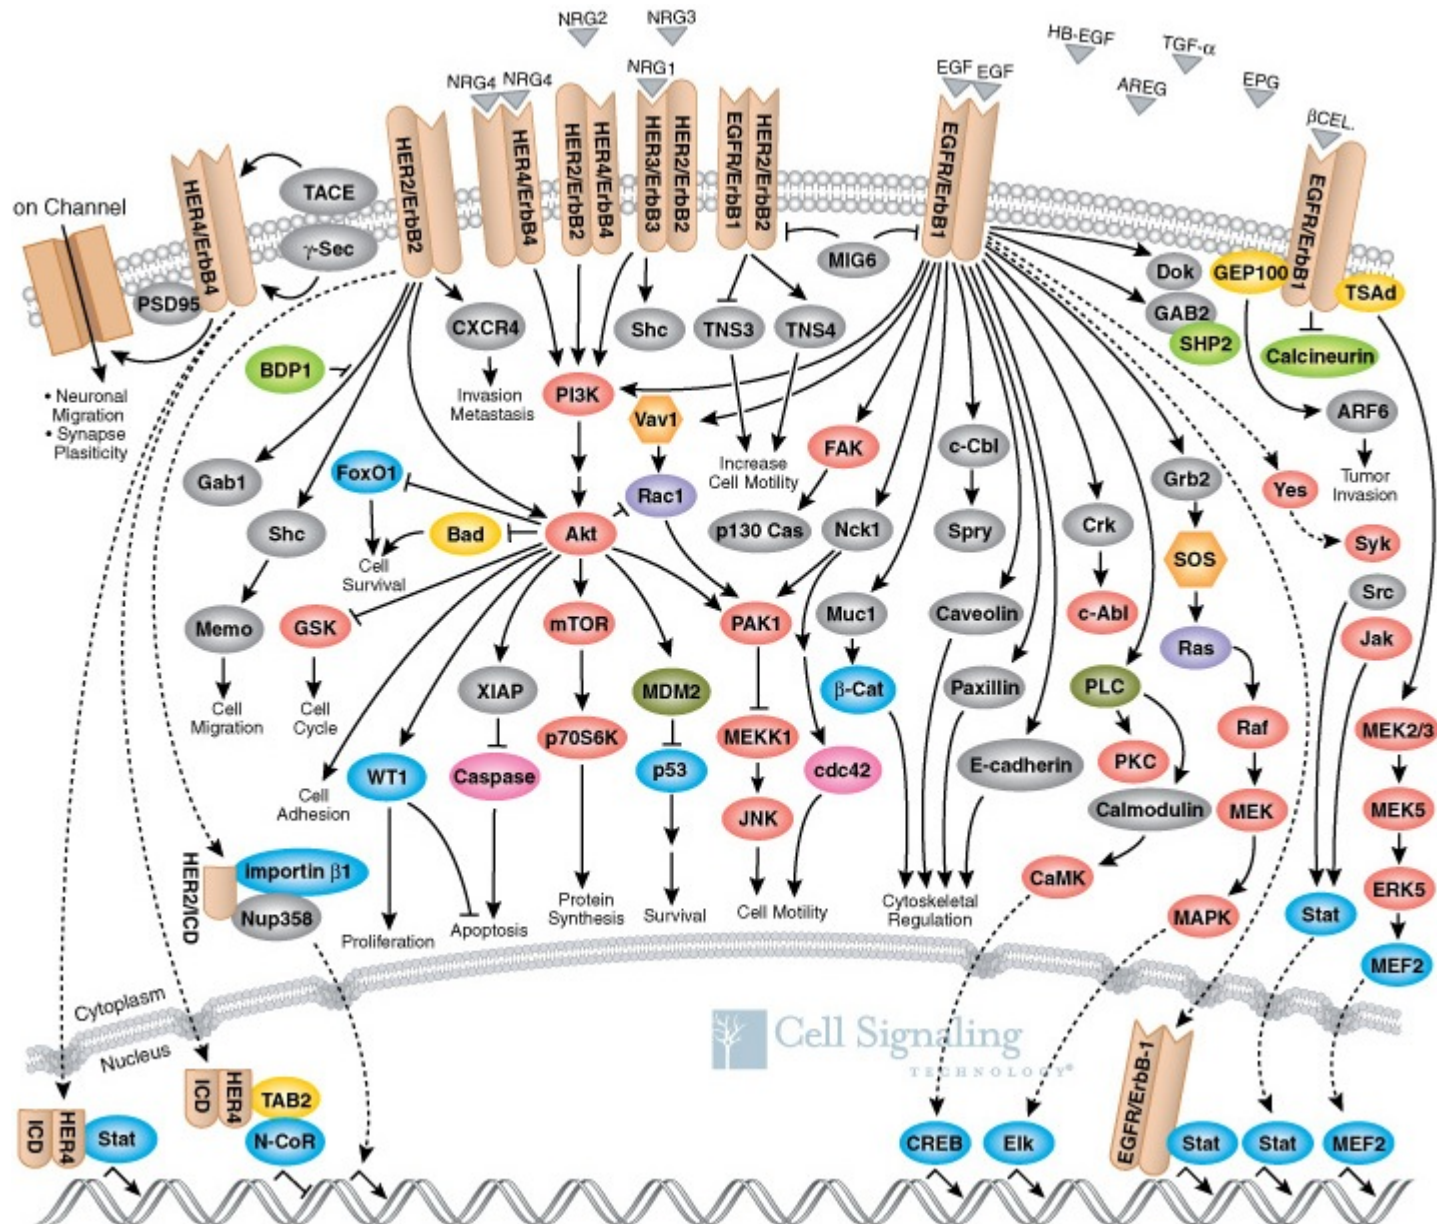 NRG2
NRG3
NRG4
NRG4
NRG1
EGF
EGF
HB-EGF
TGF-α
AREG
EPG
βCEL.
HER2/ErbB2
HER4/ErbB4
HER2/ErbB2
HER4/ErbB4
HER3/ErbB3
HER2/ErbB2
EGFR/ErbB1
HER2/ErbB2
EGFR/ErbB1
EGFR/ErbB1
HER4/ErbB4
TACE
γ-Sec
on Channel
PSD95
• Neuronal
Migration
• Synapse
Plasiticity
MIG6
Dok
GEP100
TSAd
GAB2
SHP2
Calcineurin
CXCR4
Invasion
Metastasis
Shc
TNS3
TNS4
BDP1
PI3K
Vav1
FAK
c-Cbl
ARF6
Tumor
Invasion
Increase
Cell Motility
Gab1
FoxO1
Rac1
Grb2
Yes
Shc
Bad
Akt
p130 Cas
Nck1
Spry
Crk
SOS
Syk
Cell
Survival
Src
Memo
GSK
mTOR
PAK1
Muc1
Caveolin
c-Abl
Ras
Jak
Cell
Migration
Cell
Cycle
XIAP
MDM2
β-Cat
Paxillin
PLC
p70S6K
MEKK1
Raf
MEK2/3
WT1
Caspase
p53
cdc42
E-cadherin
PKC
Cell
Adhesion
JNK
Calmodulin
MEK
MEK5
HER2/ICD
Importin β1
Nup358
CaMK
ERK5
Protein
Synthesis
Survival
Cell Motility
Cytoskeletal
Regulation
MAPK
Stat
Proliferation
Apoptosis
MEF2
Cytoplasm
Nucleus
Cell Signaling
TECHNOLOGY®
ICD
HER4
Stat
ICD
HER4
TAB2
N-CoR
CREB
Elk
EGFR/ErbB-1
Stat
Stat
MEF2